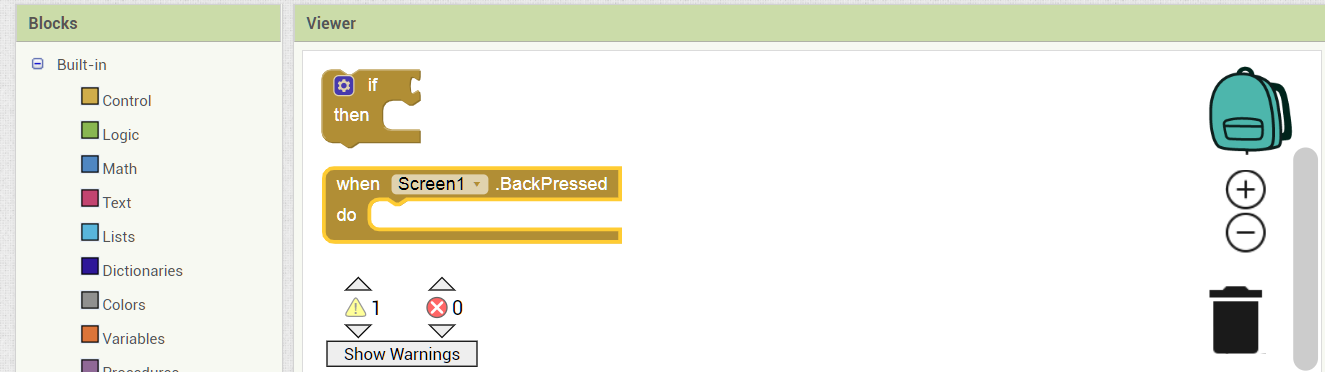 Blocks
Viewer
Built-in
Control
Logic
Math
Text
Lists
Dictionaries
Colors
Variables
Procedures
if
then
when Screen1 .BackPressed
do
1 0
Show Warnings